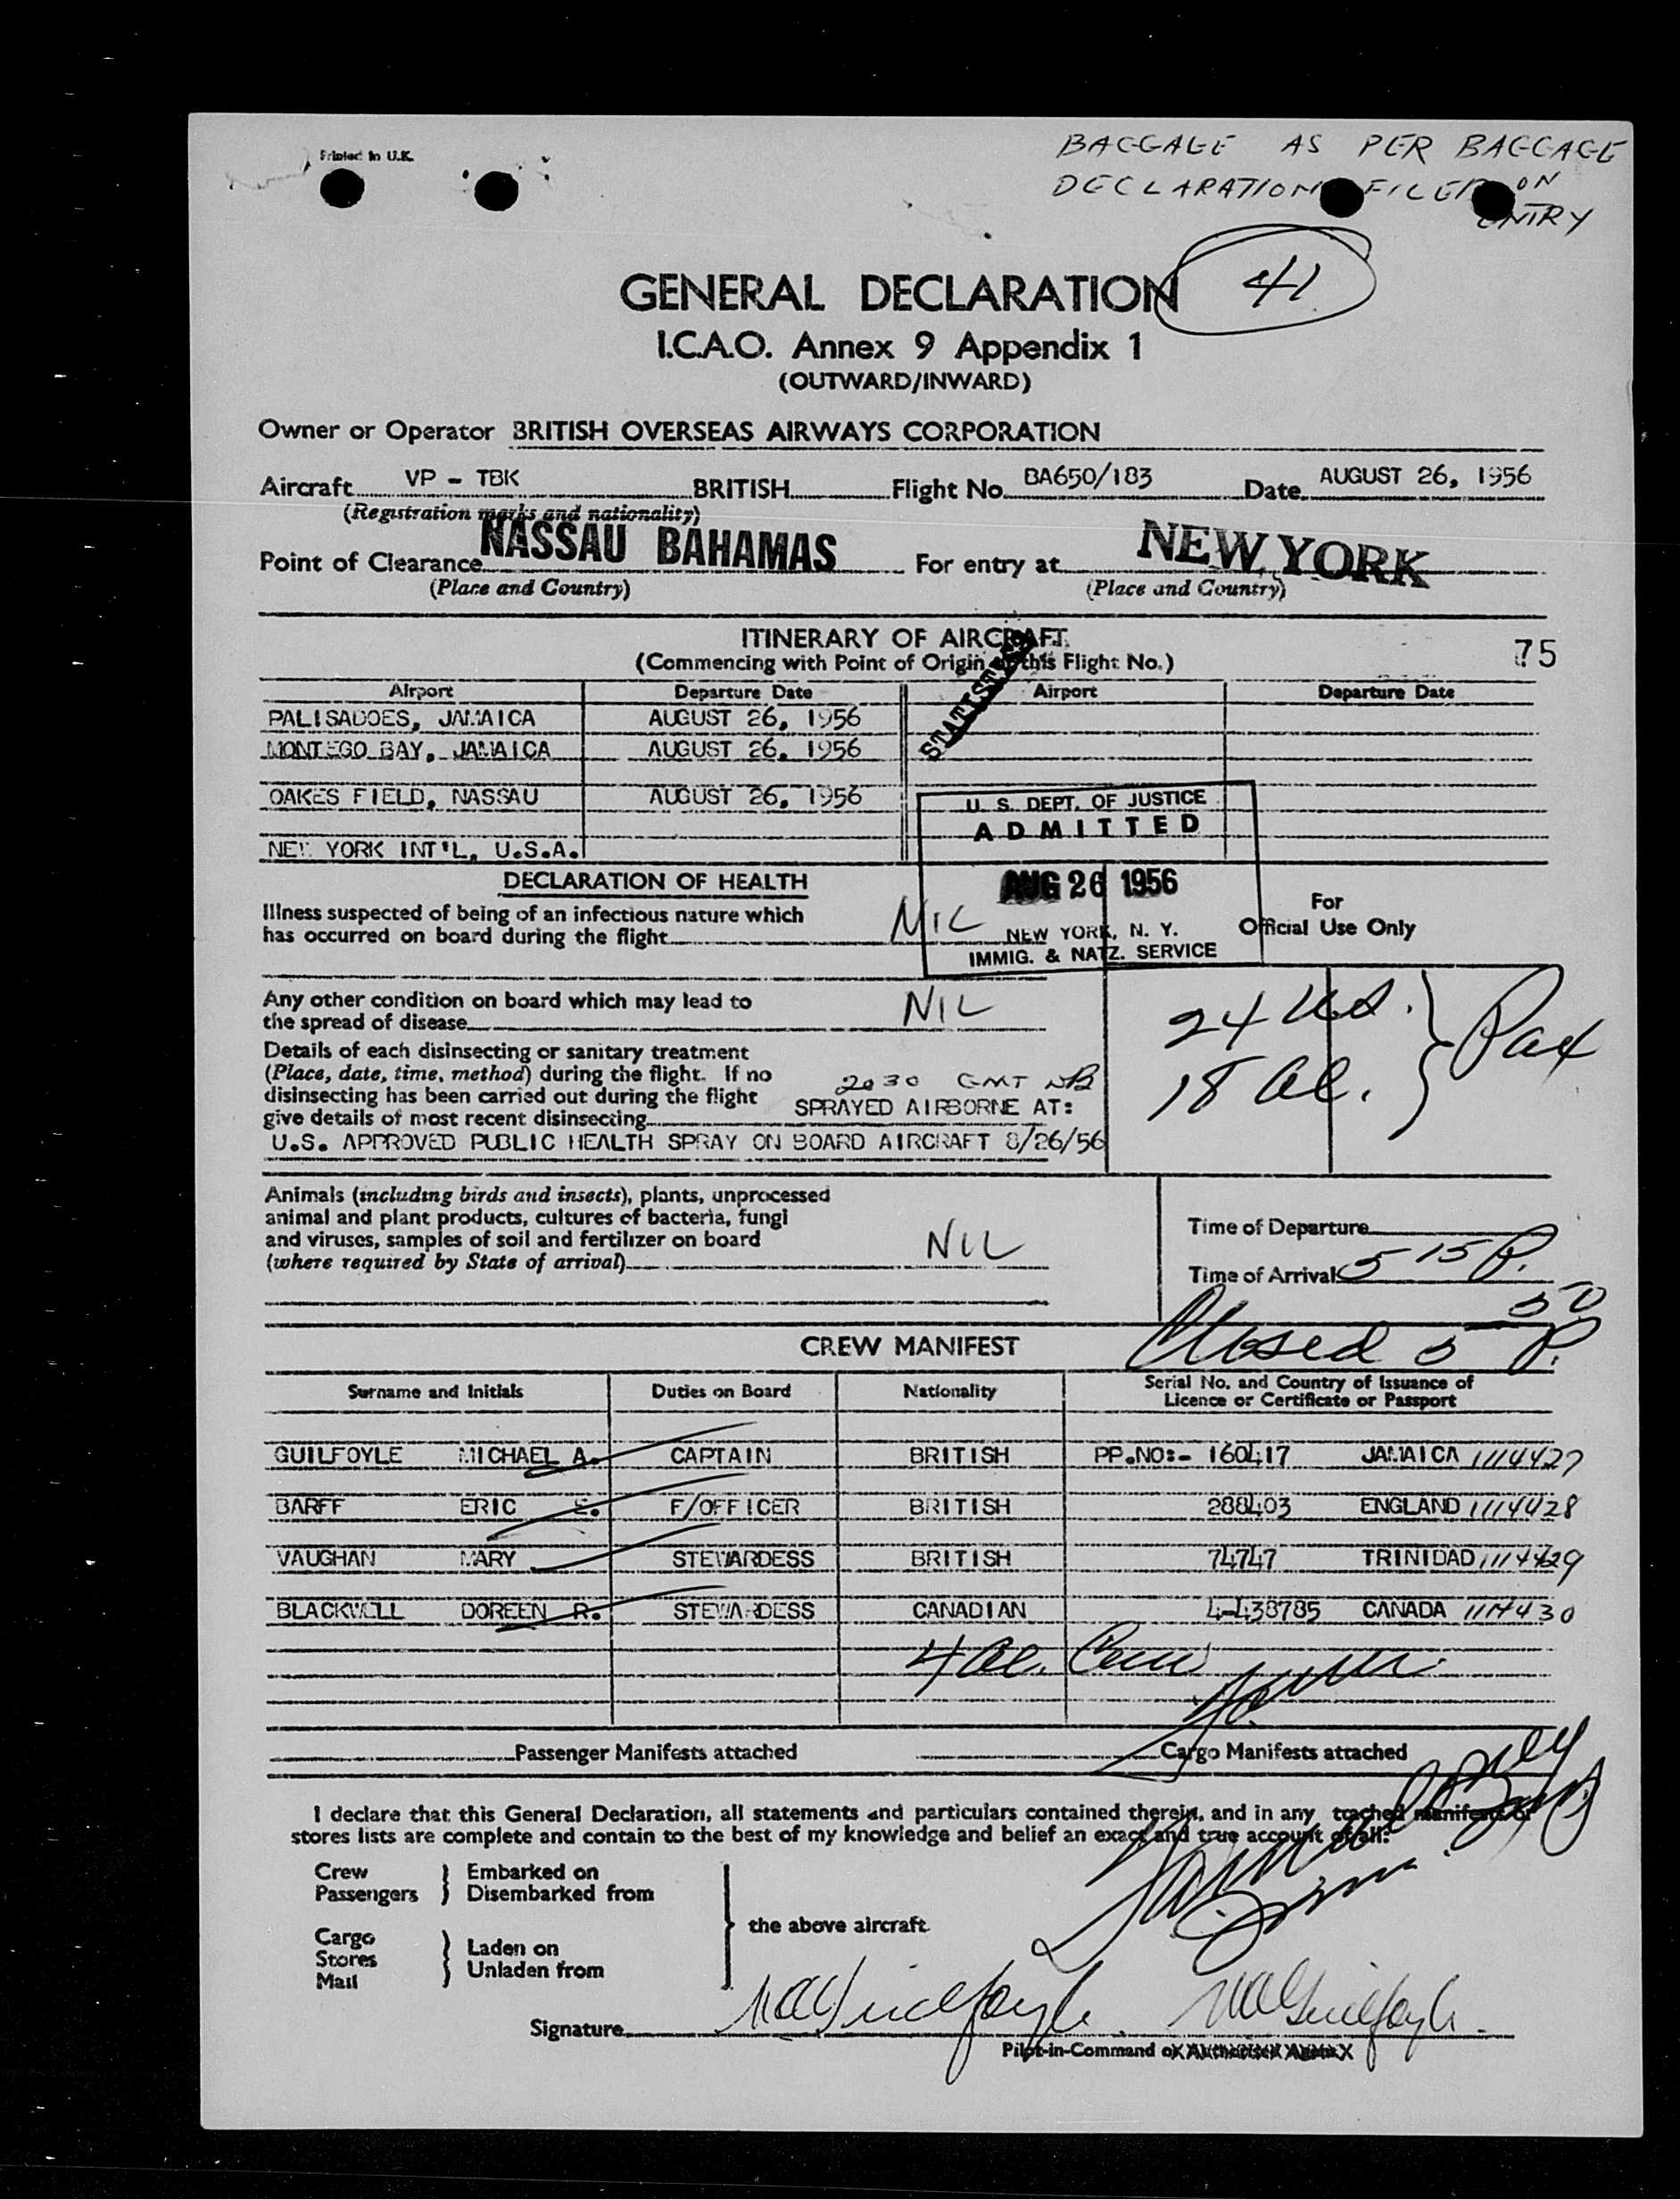 Printed in U.K.
BAGGAGE AS PER BAGGAGE
DECLARATION FILED ON
ENTRY
GENERAL DECLARATION
41
I.C.A.O. Annex 9 Appendix 1
(OUTWARD/INWARD)
Owner or Operator BRITISH OVERSEAS AIRWAYS CORPORATION
Aircraft VP - TBK BRITISH Flight No. BA650/183 Date AUGUST 26, 1956
(Registration marks and nationality)
Point of Clearance NASSAU BAHAMAS For entry at NEW YORK
(Place and Country) (Place and Country)
ITINERARY OF AIRCRAFT
75
(Commencing with Point of Origin of this Flight No.)
Airport Departure Date Airport Departure Date
PALISADOES, JAMAICA AUGUST 26, 1956
MONTEGO BAY, JAMAICA AUGUST 26, 1956
OAKES FIELD, NASSAU AUGUST 26, 1956
NEW YORK INT'L, U.S.A.
U. S. DEPT. OF JUSTICE
ADMITTED
AUG 26 1956
NEW YORK, N. Y.
IMMIG. & NATZ. SERVICE
DECLARATION OF HEALTH
For
Official Use Only
Illness suspected of being of an infectious nature which
has occurred on board during the flight NIL
Any other condition on board which may lead to
the spread of disease NIL
24 US.
18 Al.
Pax
Details of each disinsecting or sanitary treatment
(Place, date, time, method) during the flight. If no
disinsecting has been carried out during the flight 2030 GMT
give details of most recent disinsecting SPRAYED AIRBORNE AT:
U.S. APPROVED PUBLIC HEALTH SPRAY ON BOARD AIRCRAFT 8/26/56
Animals (including birds and insects), plants, unprocessed
animal and plant products, cultures of bacteria, fungi
and viruses, samples of soil and fertilizer on board
(where required by State of arrival) NIL
Time of Departure
Time of Arrival 5 15 P.
Closed 5 50 P.
CREW MANIFEST
Surname and Initials Duties on Board Nationality Serial No. and Country of Issuance of
Licence or Certificate or Passport
GUILFOYLE MICHAEL A. CAPTAIN BRITISH PP.NO:- 160417 JAMAICA 1114427
BARFF ERIC E. F/OFFICER BRITISH 288403 ENGLAND 1114428
VAUGHAN MARY STEWARDESS BRITISH 74747 TRINIDAD 1114429
BLACKWELL DOREEN R. STEWARDESS CANADIAN 4-438785 CANADA 1114430
4 Al. Crew
Passenger Manifests attached Cargo Manifests attached
I declare that this General Declaration, all statements and particulars contained therein, and in any attached manifests or
stores lists are complete and contain to the best of my knowledge and belief an exact and true account of all:
Crew
Passengers
Embarked on
Disembarked from
Cargo
Stores
Mail
Laden on
Unladen from
the above aircraft.
Signature MAGuilfoyle. MAGuilfoyle.
Pilot-in-Command or Authorised Agent